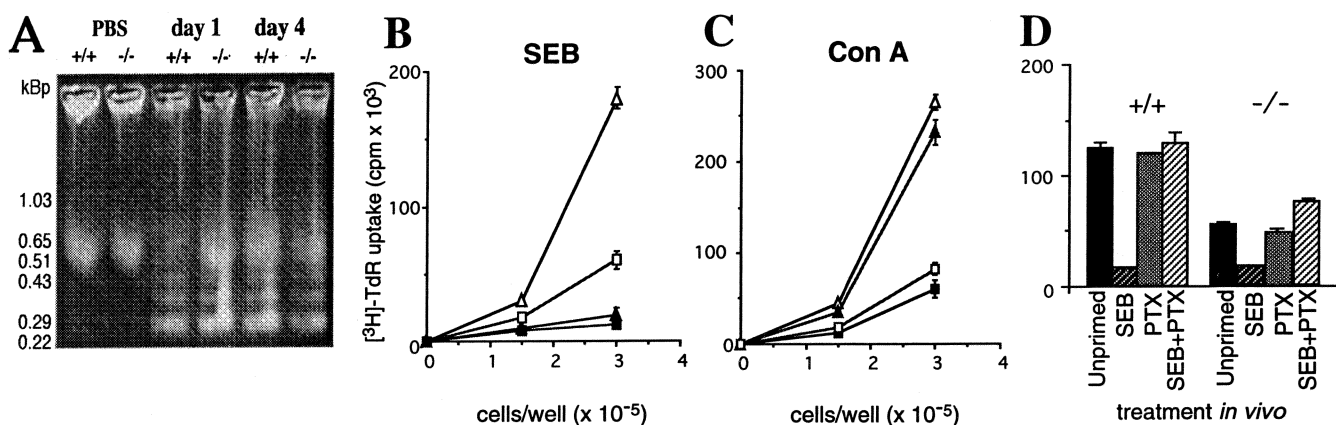 A
PBS day 1 day 4
+/+ -/- +/+ -/- +/+ -/-
kBp
1.03
0.65
0.51
0.43
0.29
0.22
B
SEB
[³H]-TdR uptake (cpm x 10³)
200
100
0
0 1 2 3 4
cells/well (x 10⁻⁵)
C
Con A
300
200
100
0
0 1 2 3 4
cells/well (x 10⁻⁵)
D
+/+ -/-
200
100
0
Unprimed
SEB
PTX
SEB+PTX
Unprimed
SEB
PTX
SEB+PTX
treatment in vivo